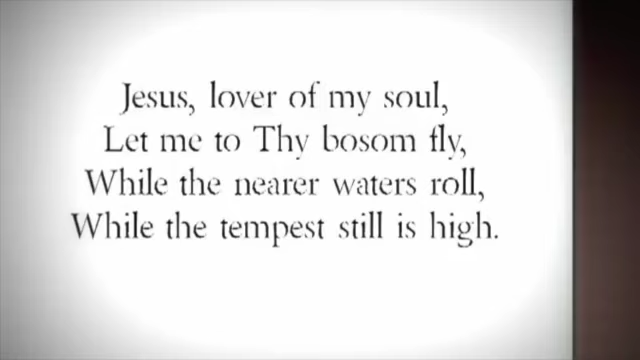 Jesus, lover of my soul,
Let me to Thy bosom fly,
While the nearer waters roll,
While the tempest still is high.